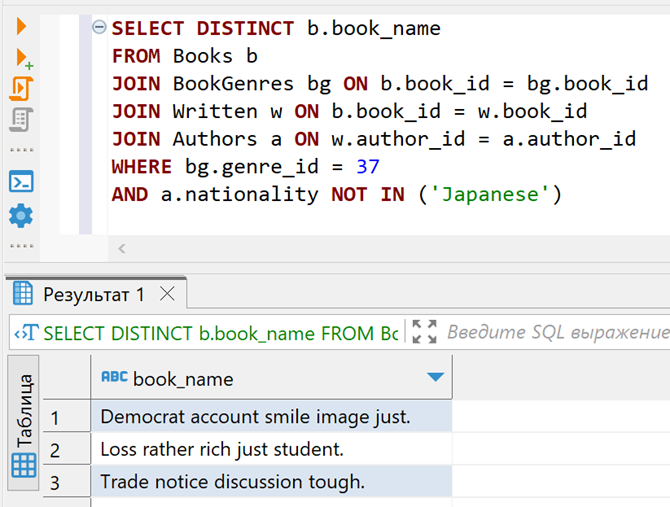 SELECT DISTINCT b.book_name
FROM Books b
JOIN BookGenres bg ON b.book_id = bg.book_id
JOIN Written w ON b.book_id = w.book_id
JOIN Authors a ON w.author_id = a.author_id
WHERE bg.genre_id = 37
AND a.nationality NOT IN ('Japanese')
Результат 1
SELECT DISTINCT b.book_name FROM Bo
Введите SQL выражение
Таблица
ABC book_name
1 Democrat account smile image just.
2 Loss rather rich just student.
3 Trade notice discussion tough.